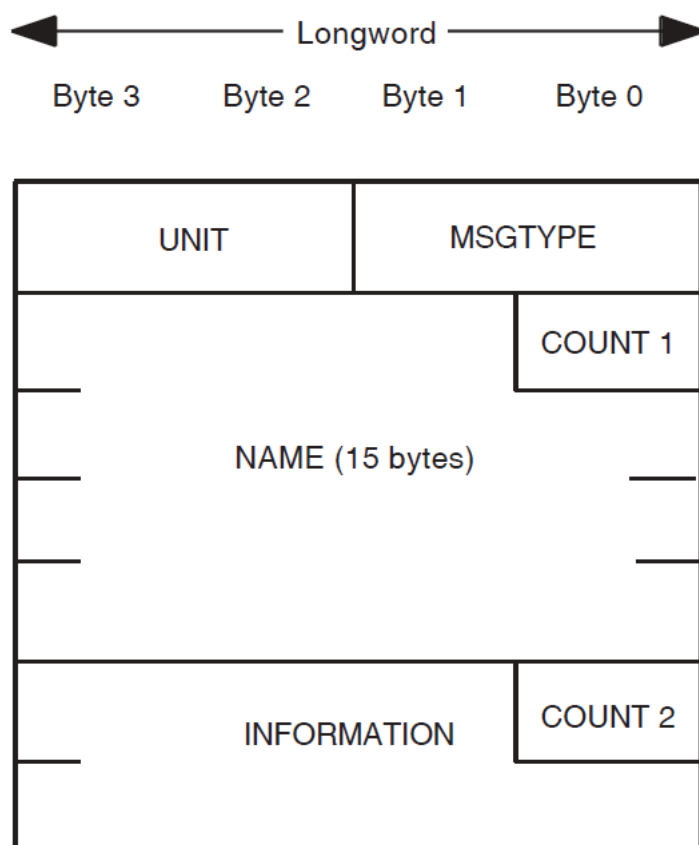 Longword
Byte 3 Byte 2 Byte 1 Byte 0
UNIT MSGTYPE
COUNT 1
NAME (15 bytes)
COUNT 2
INFORMATION